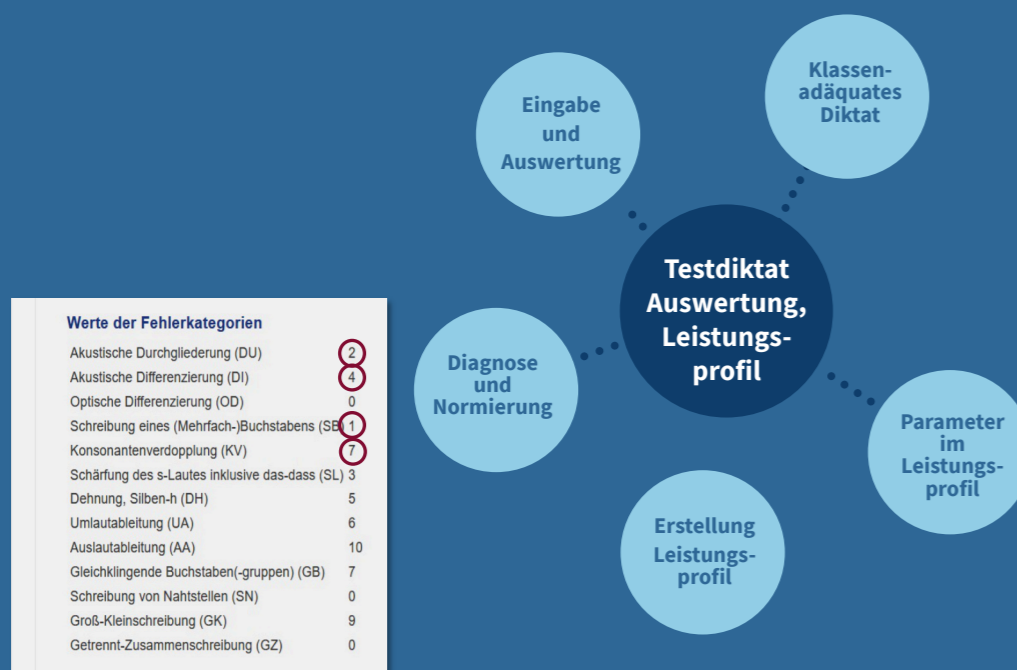 Eingabe
und
Auswertung
Klassen-
adäquates
Diktat
Testdiktat
Auswertung,
Leistungs-
profil
Diagnose
und
Normierung
Parameter
im
Leistungs-
profil
Erstellung
Leistungs-
profil
Werte der Fehlerkategorien
Akustische Durchgliederung (DU) 2
Akustische Differenzierung (DI) 4
Optische Differenzierung (OD) 0
Schreibung eines (Mehrfach-)Buchstabens (SB) 1
Konsonantenverdopplung (KV) 7
Schärfung des s-Lautes inklusive das-dass (SL) 3
Dehnung, Silben-h (DH) 5
Umlautableitung (UA) 6
Auslautableitung (AA) 10
Gleichklingende Buchstaben(-gruppen) (GB) 7
Schreibung von Nahtstellen (SN) 0
Groß-Kleinschreibung (GK) 9
Getrennt-Zusammenschreibung (GZ) 0